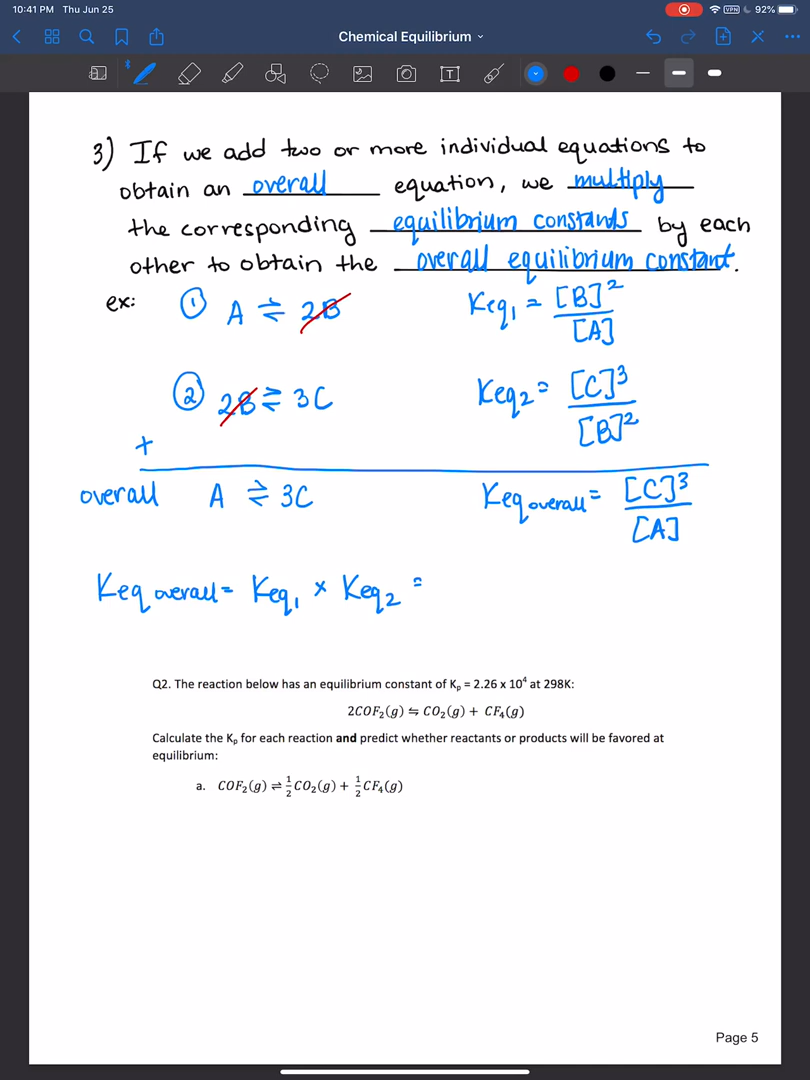 10:41 PM Thu Jun 25
VPN 92%
Chemical Equilibrium
T
3) If we add two or more individual equations to
obtain an overall equation, we multiply
the corresponding equilibrium constands by each
other to obtain the overall equilibrium constant.
ex: ① A ⇌ 2B Keq₁ = [B]² / [A]
② 2B ⇌ 3C Keq₂ = [C]³ / [B]²
+
overall A ⇌ 3C Keq overall = [C]³ / [A]
Keq overall = Keq₁ × Keq₂ =
Q2. The reaction below has an equilibrium constant of Kₚ = 2.26 x 10⁴ at 298K:
2COF₂(g) ⇋ CO₂(g) + CF₄(g)
Calculate the Kₚ for each reaction and predict whether reactants or products will be favored at
equilibrium:
a. COF₂(g) ⇌ ½CO₂(g) + ½CF₄(g)
Page 5